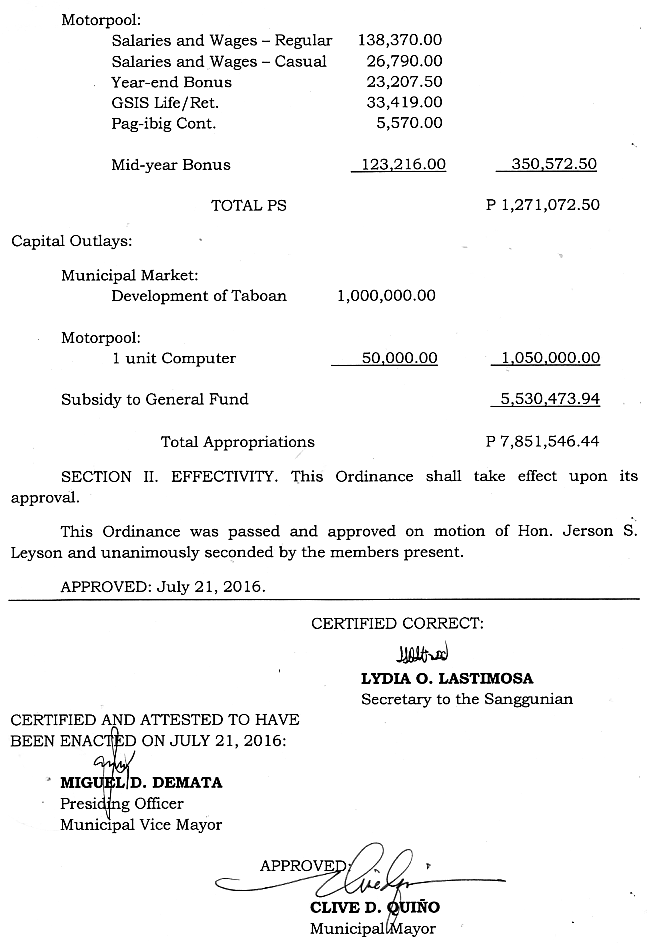 Motorpool:
Salaries and Wages – Regular 138,370.00
Salaries and Wages – Casual 26,790.00
Year-end Bonus 23,207.50
GSIS Life/Ret. 33,419.00
Pag-ibig Cont. 5,570.00
Mid-year Bonus 123,216.00 350,572.50
TOTAL PS P 1,271,072.50
Capital Outlays:
Municipal Market:
Development of Taboan 1,000,000.00
Motorpool:
1 unit Computer 50,000.00 1,050,000.00
Subsidy to General Fund 5,530,473.94
Total Appropriations P 7,851,546.44
SECTION II. EFFECTIVITY. This Ordinance shall take effect upon its
approval.
This Ordinance was passed and approved on motion of Hon. Jerson S.
Leyson and unanimously seconded by the members present.
APPROVED: July 21, 2016.
CERTIFIED CORRECT:
LYDIA O. LASTIMOSA
Secretary to the Sanggunian
CERTIFIED AND ATTESTED TO HAVE
BEEN ENACTED ON JULY 21, 2016:
MIGUEL D. DEMATA
Presiding Officer
Municipal Vice Mayor
APPROVED:
CLIVE D. QUIÑO
Municipal Mayor